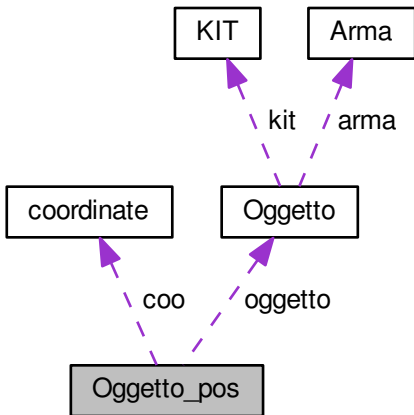 KIT Arma
kit arma
coordinate Oggetto
coo oggetto
Oggetto_pos